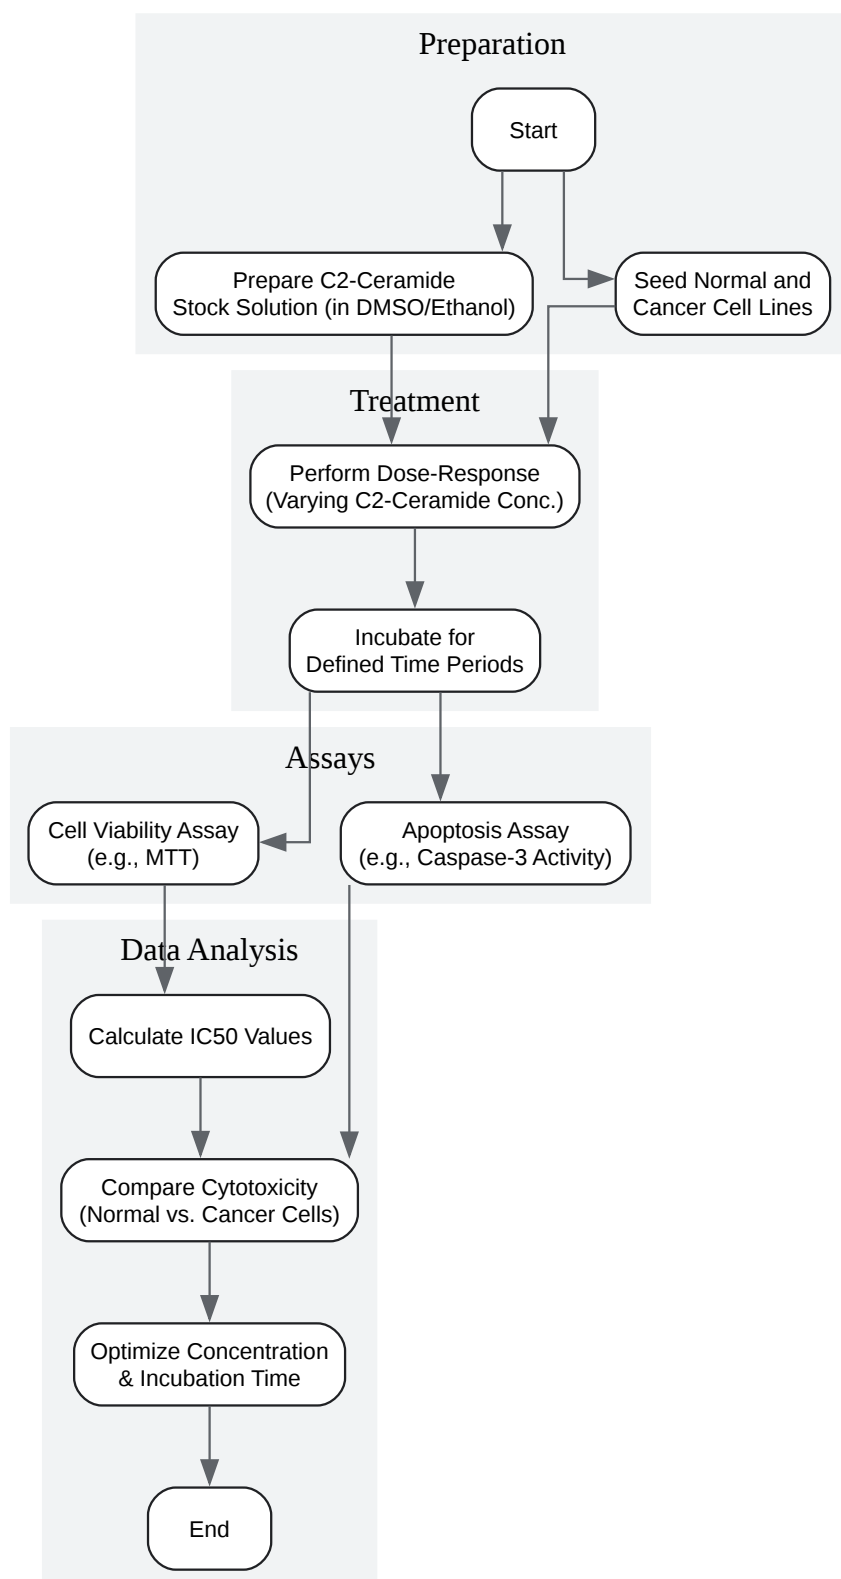 Preparation
Start
Prepare C2-Ceramide
Stock Solution (in DMSO/Ethanol)
Seed Normal and
Cancer Cell Lines
Treatment
Perform Dose-Response
(Varying C2-Ceramide Conc.)
Incubate for
Defined Time Periods
Assays
Cell Viability Assay
(e.g., MTT)
Apoptosis Assay
(e.g., Caspase-3 Activity)
Data Analysis
Calculate IC50 Values
Compare Cytotoxicity
(Normal vs. Cancer Cells)
Optimize Concentration
& Incubation Time
End